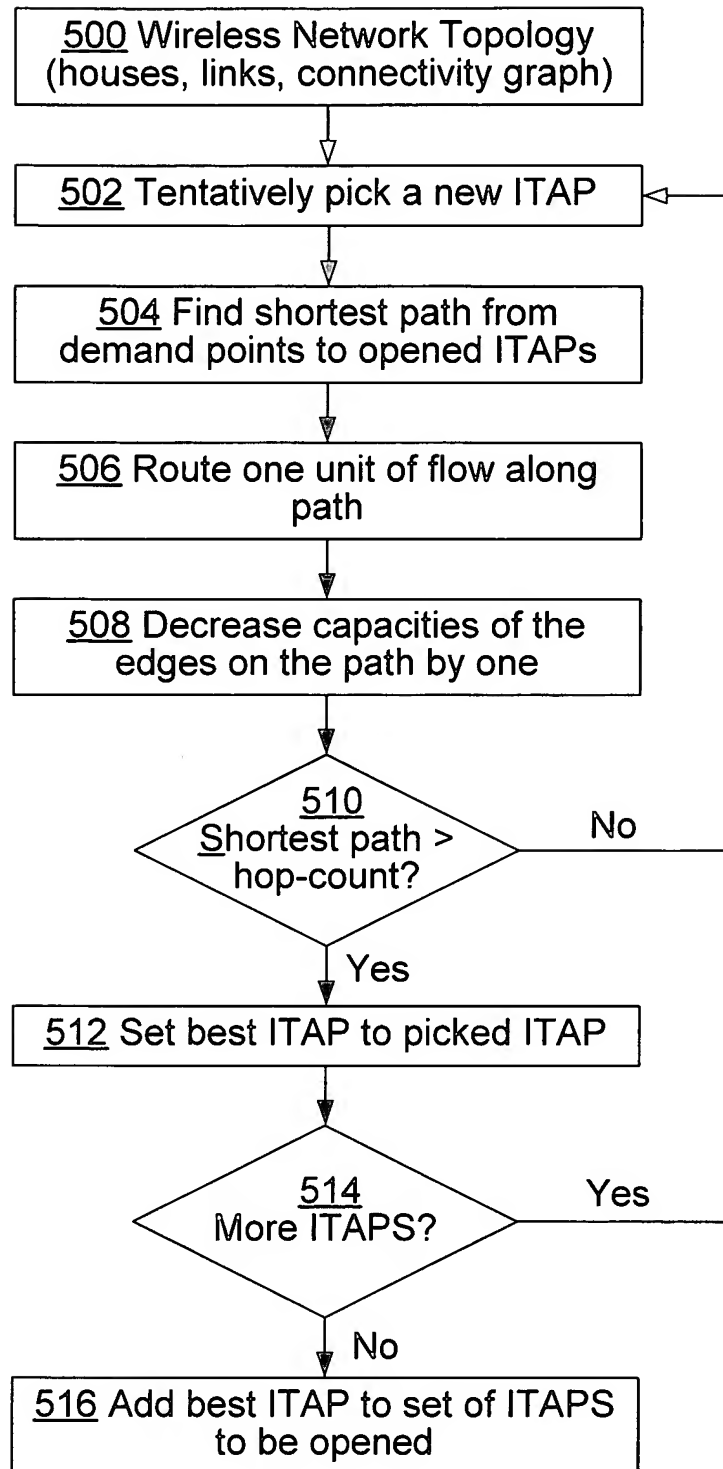 500 Wireless Network Topology
(houses, links, connectivity graph)
502 Tentatively pick a new ITAP
504 Find shortest path from
demand points to opened ITAPs
506 Route one unit of flow along
path
508 Decrease capacities of the
edges on the path by one
510
Shortest path >
hop-count?
No
Yes
512 Set best ITAP to picked ITAP
514
More ITAPS?
Yes
No
516 Add best ITAP to set of ITAPS
to be opened